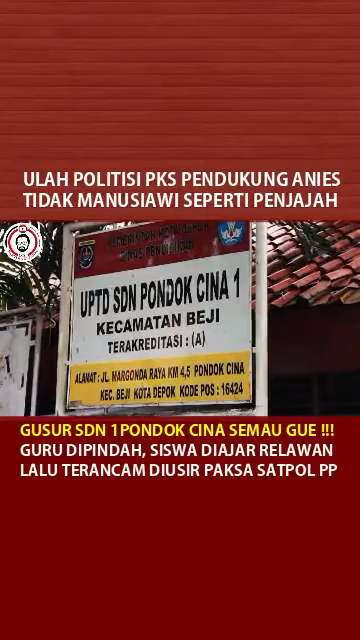 ULAH POLITISI PKS PENDUKUNG ANIES
TIDAK MANUSIAWI SEPERTI PENJAJAH
PEMERINTAH KOTA DEPOK
DINAS PENDIDIKAN
UPTD SDN PONDOK CINA 1
KECAMATAN BEJI
TERAKREDITASI : (A)
ALAMAT : JL. MARGONDA RAYA KM 4,5 PONDOK CINA
KEC. BEJI KOTA DEPOK KODE POS : 16424
GUSUR SDN 1PONDOK CINA SEMAU GUE !!!
GURU DIPINDAH, SISWA DIAJAR RELAWAN
LALU TERANCAM DIUSIR PAKSA SATPOL PP